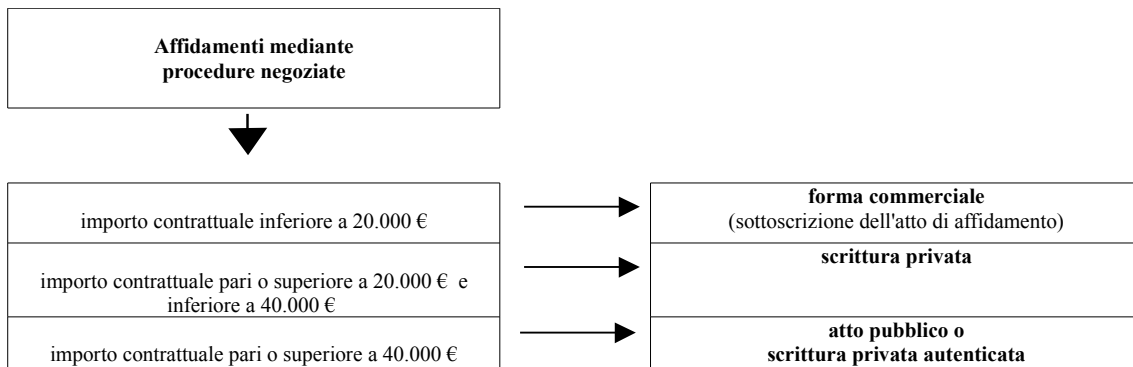 Affidamenti mediante
procedure negoziate
importo contrattuale inferiore a 20.000 €
forma commerciale
(sottoscrizione dell'atto di affidamento)
importo contrattuale pari o superiore a 20.000 € e
inferiore a 40.000 €
scrittura privata
importo contrattuale pari o superiore a 40.000 €
atto pubblico o
scrittura privata autenticata